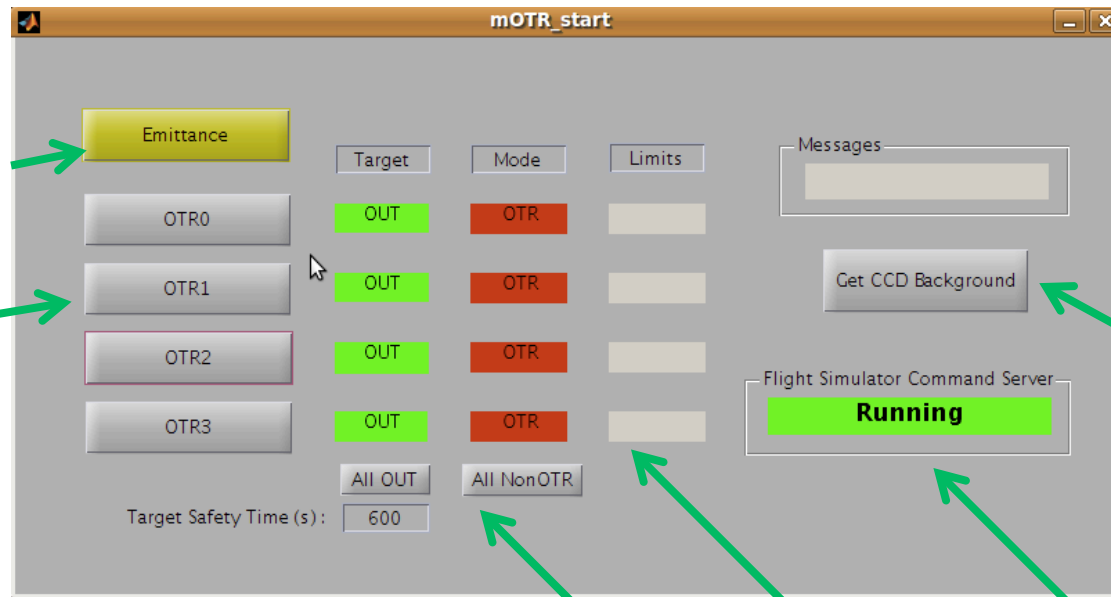 mOTR_start
Emittance
Target Mode Limits
Messages
OTR0 OUT OTR
OTR1 OUT OTR
Get CCD Background
OTR2 OUT OTR
Flight Simulator Command Server
Running
OTR3 OUT OTR
All OUT All NonOTR
Target Safety Time (s): 600